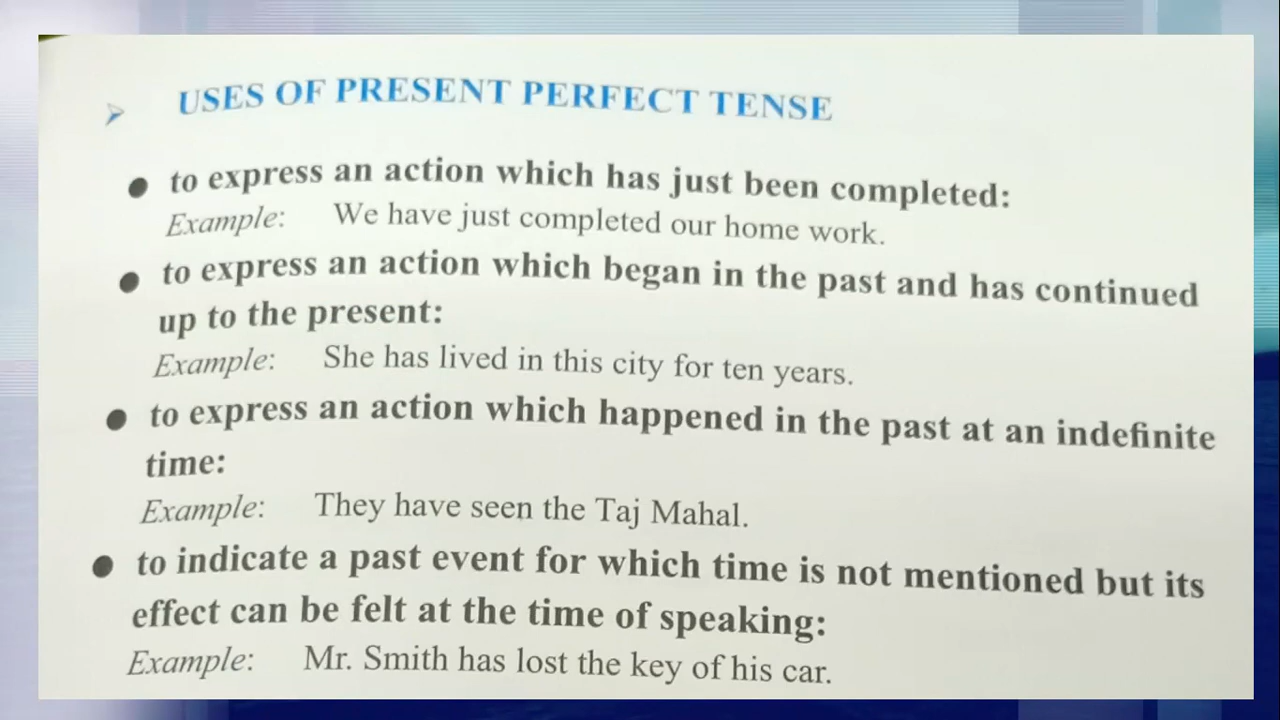 USES OF PRESENT PERFECT TENSE
to express an action which has just been completed:
Example: We have just completed our home work.
to express an action which began in the past and has continued
up to the present:
Example: She has lived in this city for ten years.
to express an action which happened in the past at an indefinite
time:
Example: They have seen the Taj Mahal.
to indicate a past event for which time is not mentioned but its
effect can be felt at the time of speaking:
Example: Mr. Smith has lost the key of his car.